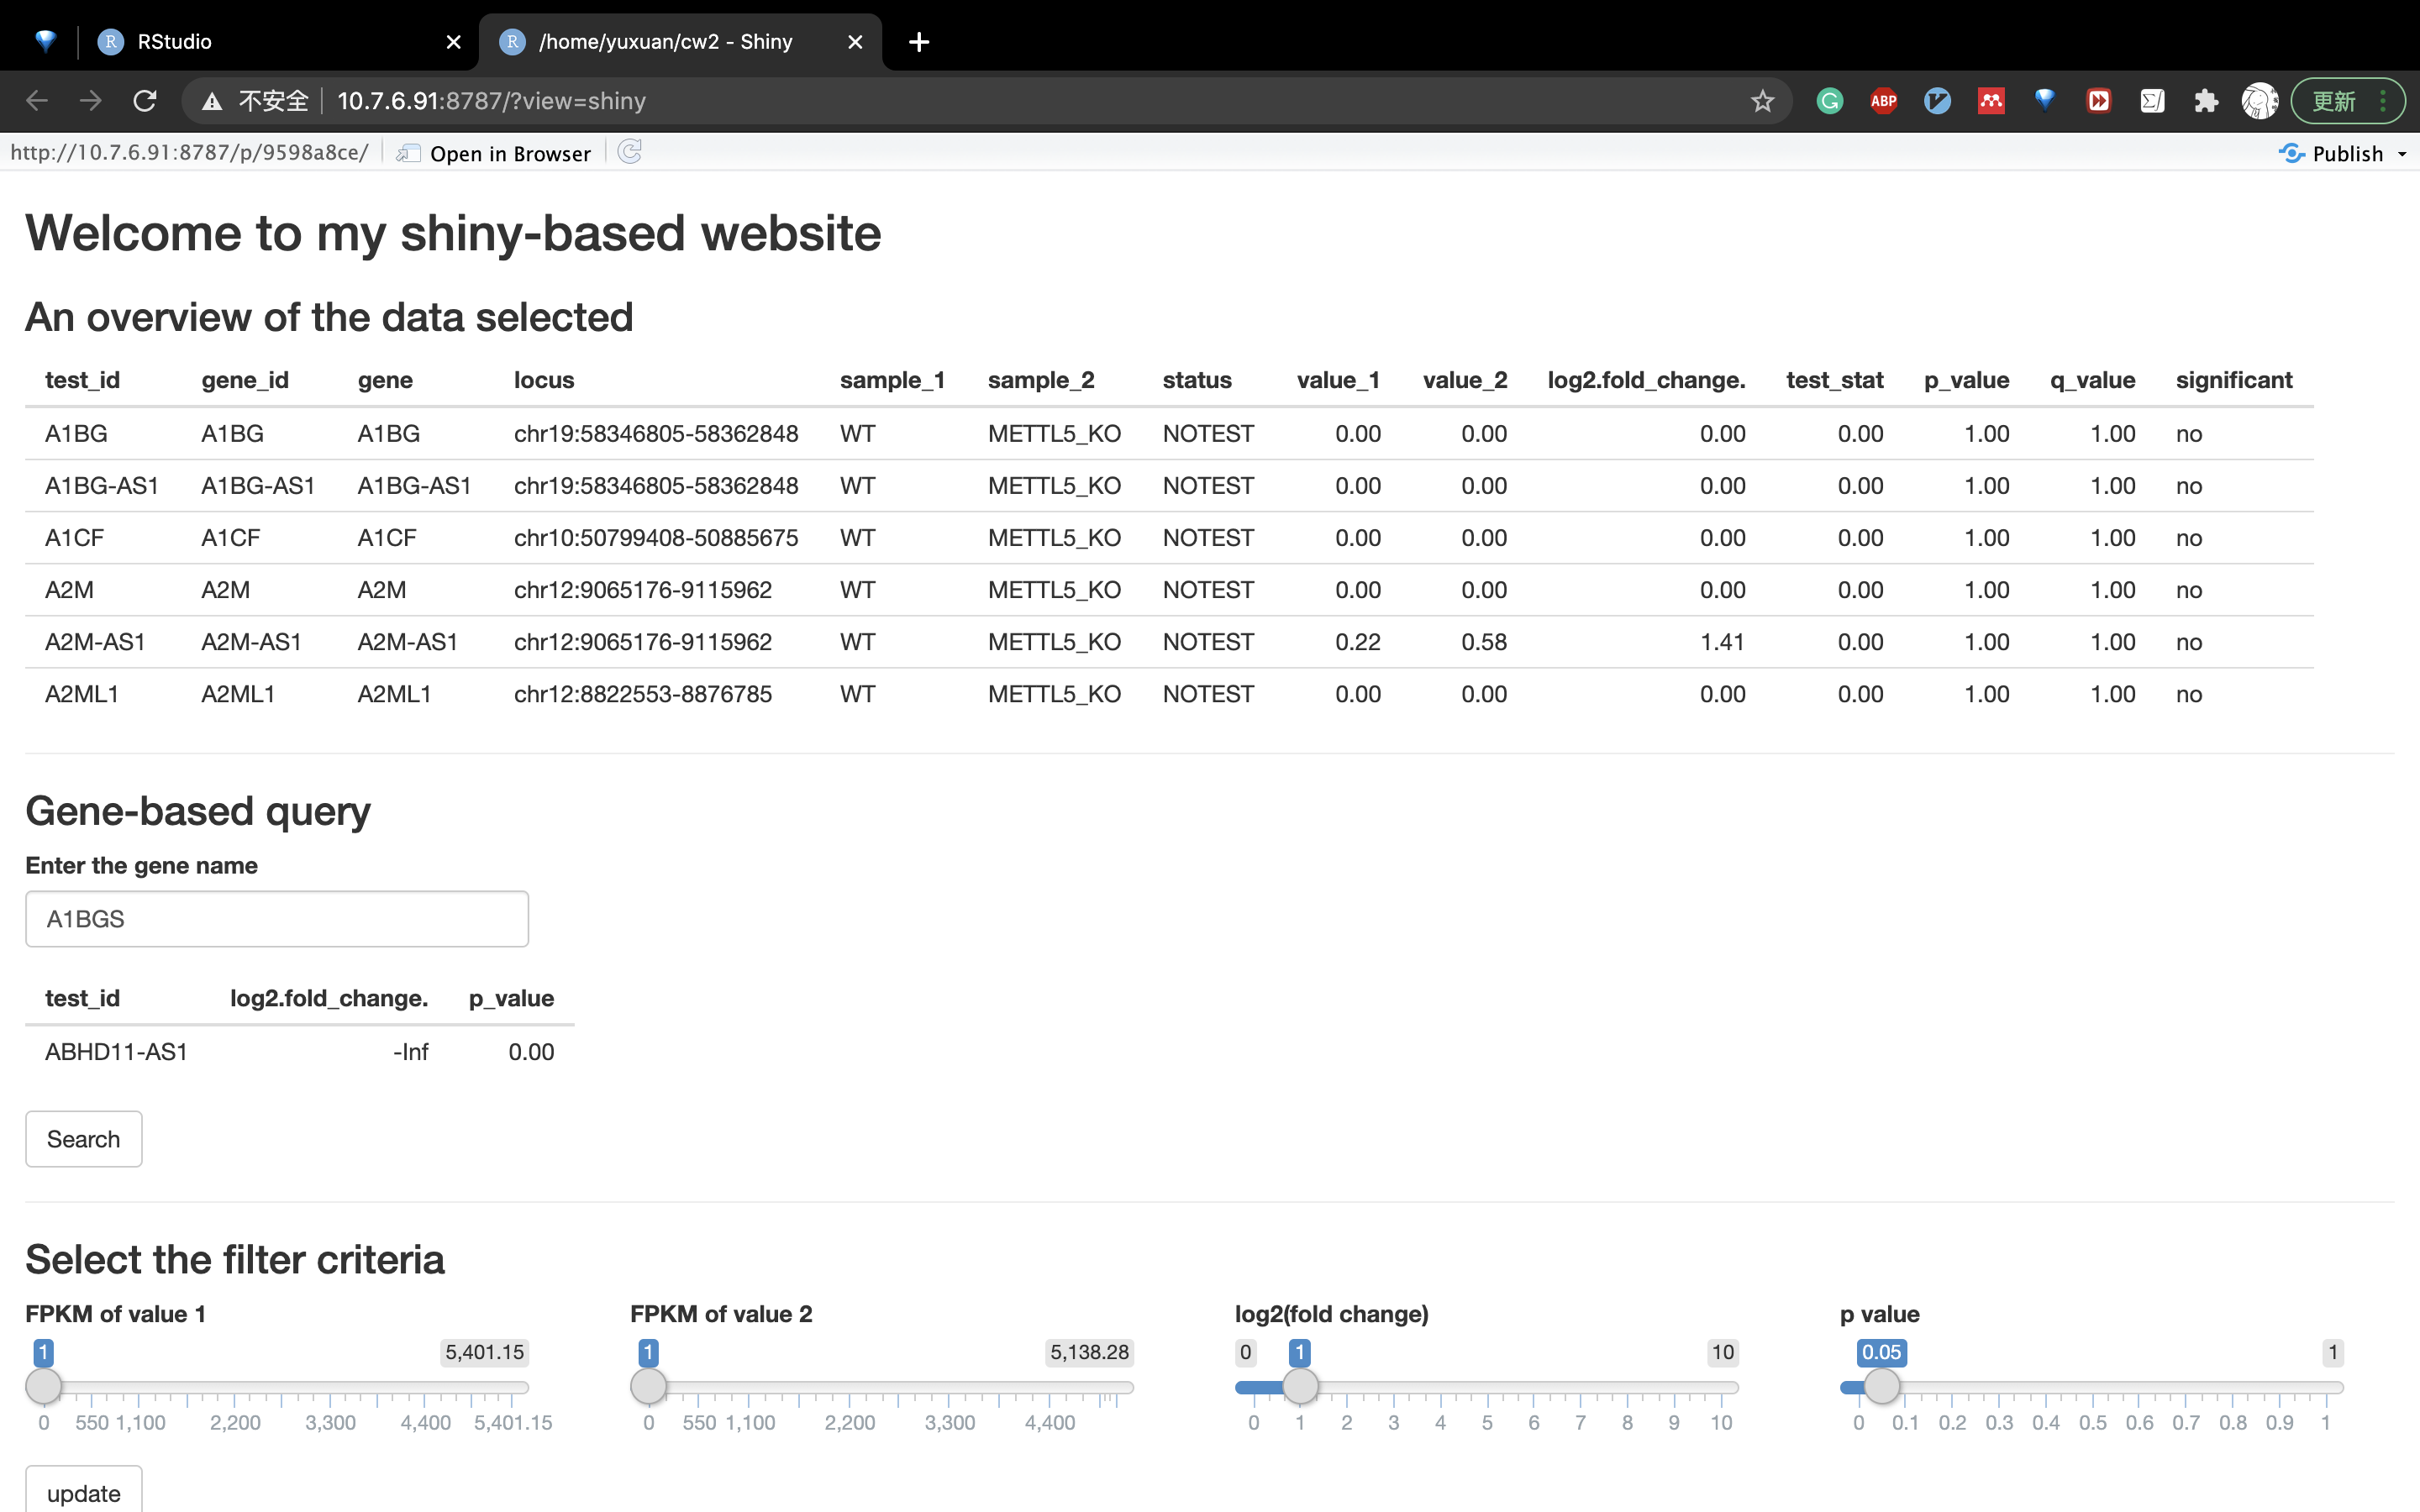 RStudio
/home/yuxuan/cw2 - Shiny
不安全 10.7.6.91:8787/?view=shiny ABP 更新
http://10.7.6.91:8787/p/9598a8ce/ Open in Browser Publish
Welcome to my shiny-based website
An overview of the data selected
test_id gene_id gene locus sample_1 sample_2 status value_1 value_2 log2.fold_change. test_stat p_value q_value significant
A1BG A1BG A1BG chr19:58346805-58362848 WT METTL5_KO NOTEST 0.00 0.00 0.00 0.00 1.00 1.00 no
A1BG-AS1 A1BG-AS1 A1BG-AS1 chr19:58346805-58362848 WT METTL5_KO NOTEST 0.00 0.00 0.00 0.00 1.00 1.00 no
A1CF A1CF A1CF chr10:50799408-50885675 WT METTL5_KO NOTEST 0.00 0.00 0.00 0.00 1.00 1.00 no
A2M A2M A2M chr12:9065176-9115962 WT METTL5_KO NOTEST 0.00 0.00 0.00 0.00 1.00 1.00 no
A2M-AS1 A2M-AS1 A2M-AS1 chr12:9065176-9115962 WT METTL5_KO NOTEST 0.22 0.58 1.41 0.00 1.00 1.00 no
A2ML1 A2ML1 A2ML1 chr12:8822553-8876785 WT METTL5_KO NOTEST 0.00 0.00 0.00 0.00 1.00 1.00 no
Gene-based query
Enter the gene name
A1BGS
test_id log2.fold_change. p_value
ABHD11-AS1 -Inf 0.00
Search
Select the filter criteria
FPKM of value 1 FPKM of value 2 log2(fold change) p value
1 5,401.15 1 5,138.28 0 1 10 0.05 1
0 550 1,100 2,200 3,300 4,400 5,401.15 0 550 1,100 2,200 3,300 4,400 0 1 2 3 4 5 6 7 8 9 10 0 0.1 0.2 0.3 0.4 0.5 0.6 0.7 0.8 0.9 1
update